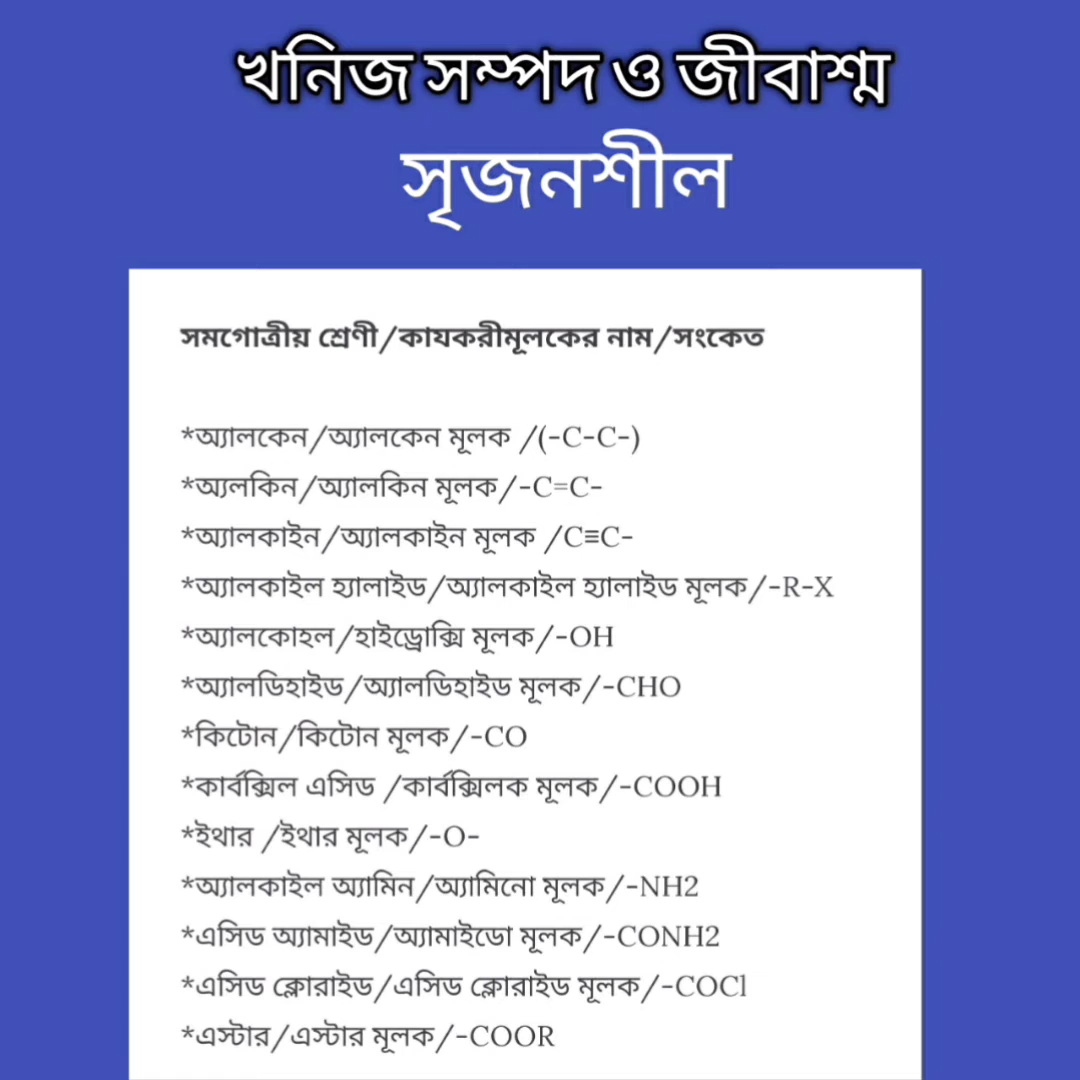 খনিজ সম্পদ ও জীবাশ্ম
সৃজনশীল
সমগোত্রীয় শ্রেণী/কাযকরীমূলকের নাম/সংকেত
*অ্যালকেন/অ্যালকেন মূলক /(-C-C-)
*অ্যলকিন/অ্যালকিন মূলক/-C=C-
*অ্যালকাইন/অ্যালকাইন মূলক /C≡C-
*অ্যালকাইল হ্যালাইড/অ্যালকাইল হ্যালাইড মূলক/-R-X
*অ্যালকোহল/হাইড্রোক্সি মূলক/-OH
*অ্যালডিহাইড/অ্যালডিহাইড মূলক/-CHO
*কিটোন/কিটোন মূলক/-CO
*কার্বক্সিল এসিড /কার্বক্সিলক মূলক/-COOH
*ইথার /ইথার মূলক/-O-
*অ্যালকাইল অ্যামিন/অ্যামিনো মূলক/-NH2
*এসিড অ্যামাইড/অ্যামাইডো মূলক/-CONH2
*এসিড ক্লোরাইড/এসিড ক্লোরাইড মূলক/-COCl
*এস্টার/এস্টার মূলক/-COOR